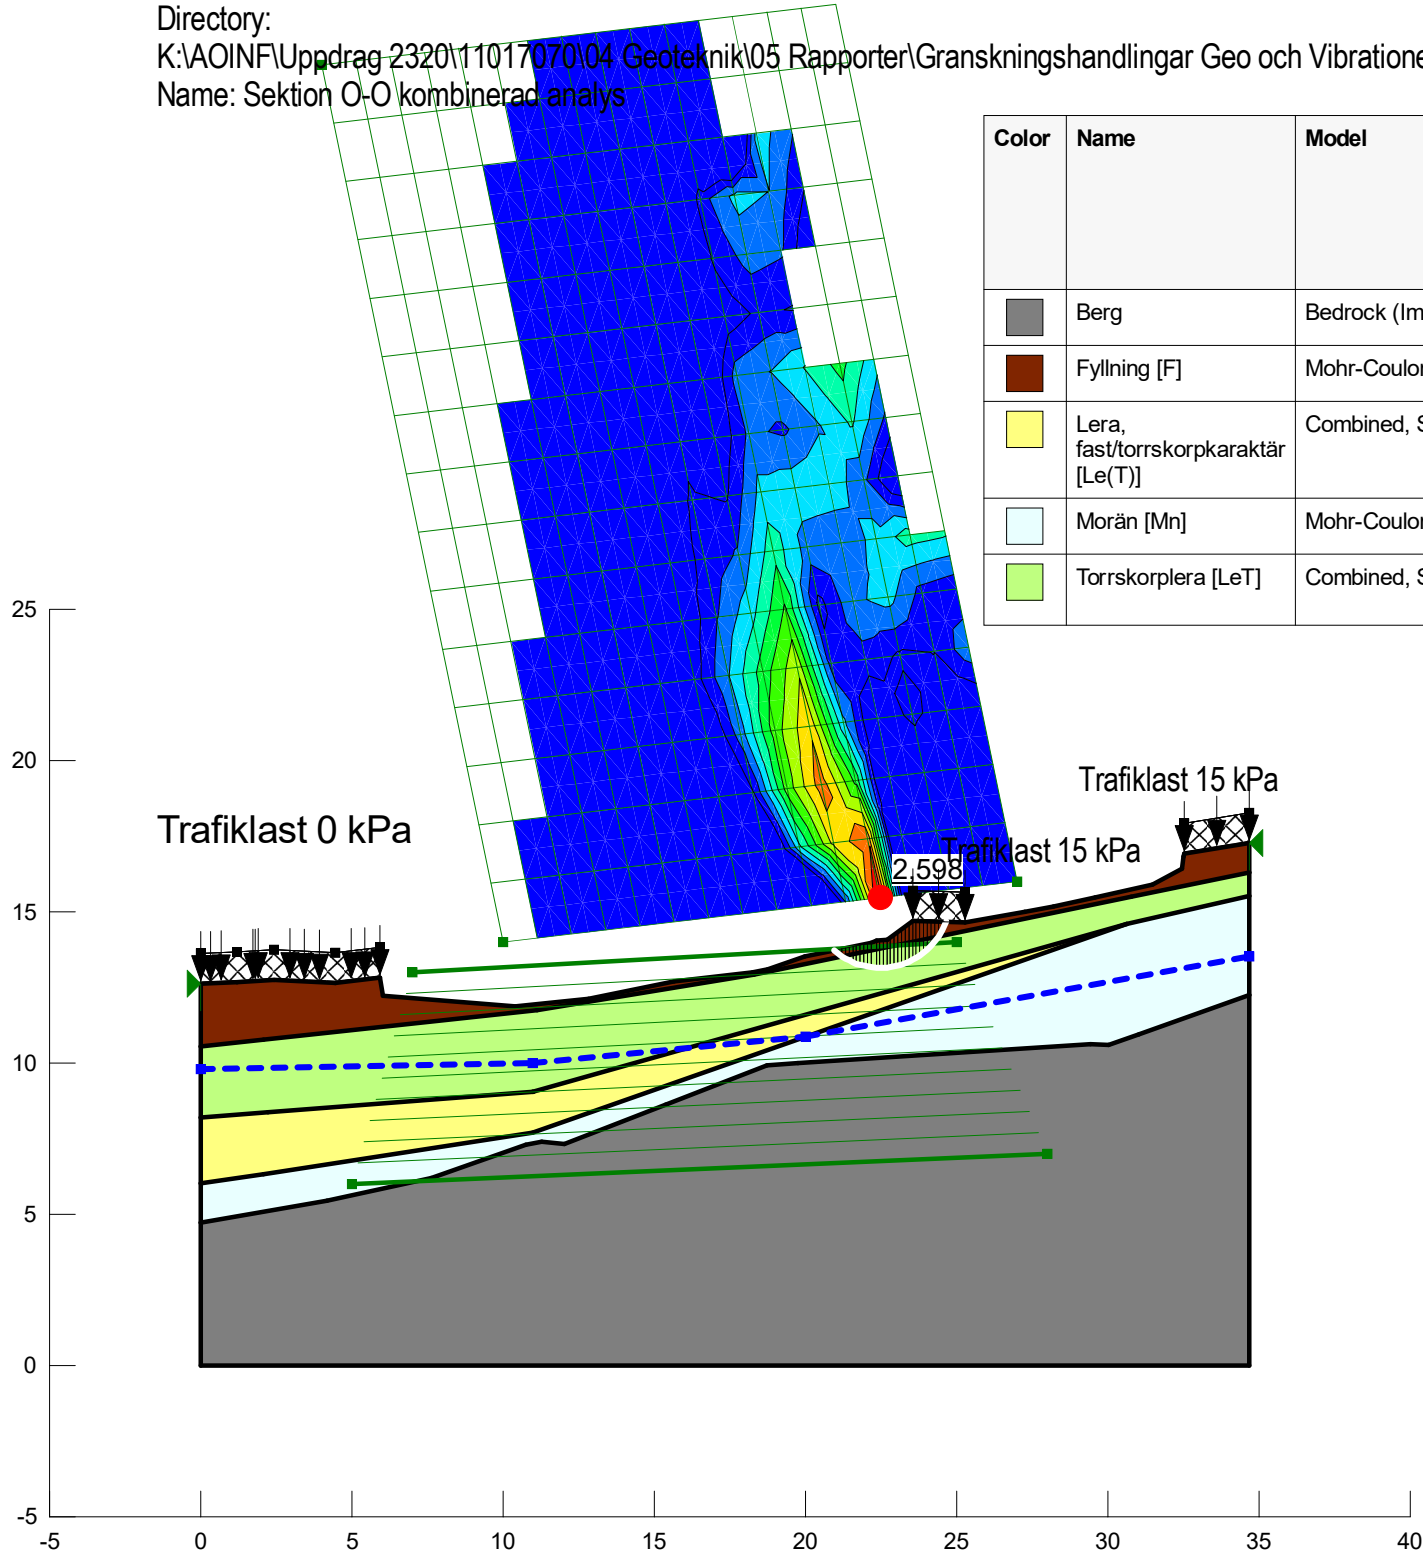 Directory:
K:\AOINF\Uppdrag 2320\11017070\04 Geoteknik\05 Rapporter\Granskningshandlingar Geo och Vibratione
Name: Sektion O-O kombinerad analys
Color Name Model
Berg Bedrock (Im
Fyllning [F] Mohr-Coulor
Lera, Combined, S
fast/torrskorpkaraktär
[Le(T)]
Morän [Mn] Mohr-Coulor
Torrskorplera [LeT] Combined, S
25
20
Trafiklast 15 kPa
Trafiklast 0 kPa
Trafiklast 15 kPa
2,598
15
10
5
0
-5
-5 0 5 10 15 20 25 30 35 40